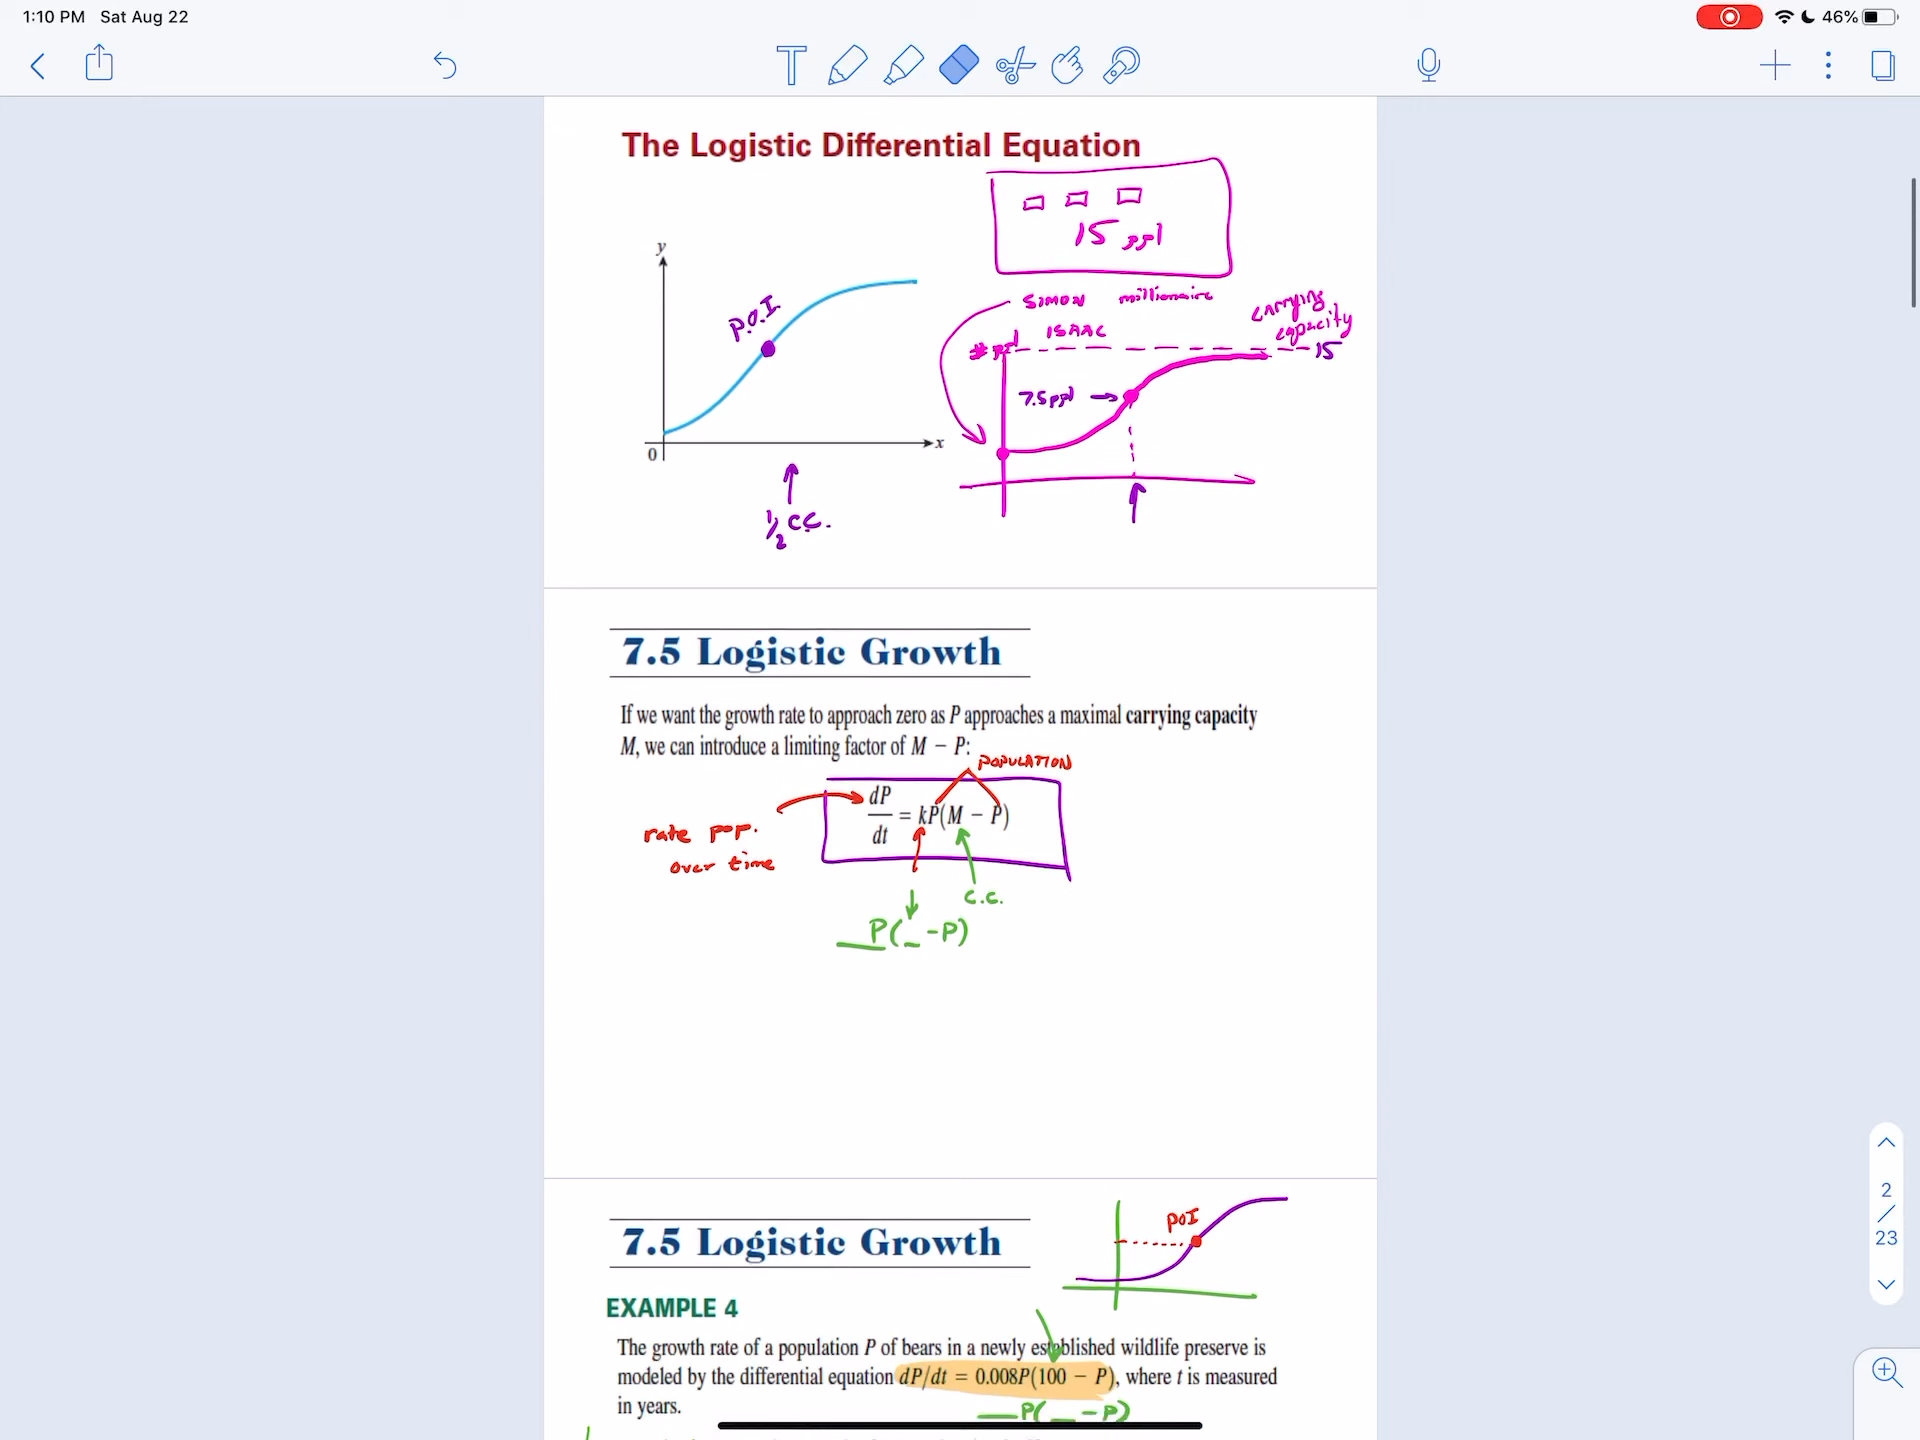 1:10 PM Sat Aug 22
46%
T
The Logistic Differential Equation
15 ppl
y
P.O.I.
SIMON millionaire
ISAAC
carrying
capacity
# ppl
15
7.5 ppl
x
0
1/2 C.C.
7.5 Logistic Growth
If we want the growth rate to approach zero as P approaches a maximal carrying capacity
M, we can introduce a limiting factor of M − P:
POPULATION
dP/dt = kP(M − P)
rate pop.
over time
C.C.
__P(_-P)
7.5 Logistic Growth
POI
EXAMPLE 4
The growth rate of a population P of bears in a newly established wildlife preserve is
modeled by the differential equation dP/dt = 0.008P(100 − P), where t is measured
in years.
__P(__-P)
2
/
23